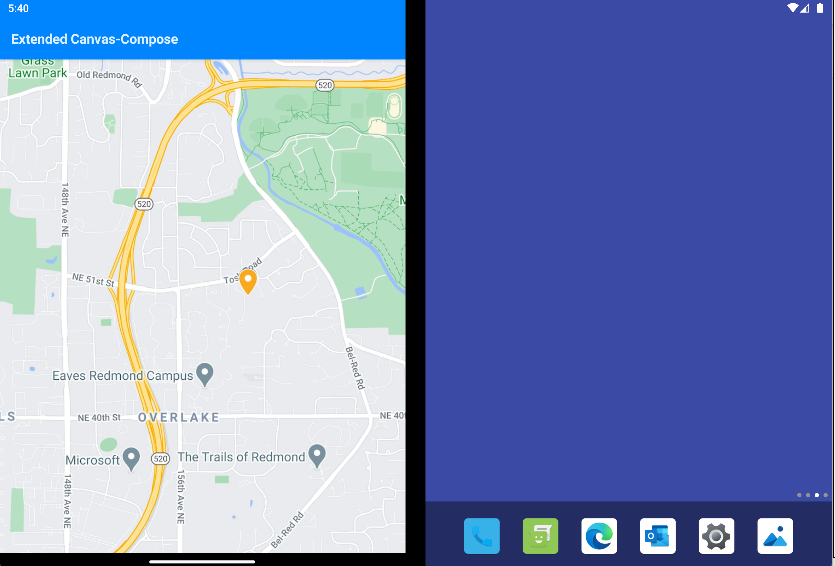 5:40
Extended Canvas-Compose
Grass
Lawn Park
Old Redmond Rd
520
148th Ave NE
520
M
NE 51st St
Road
Bel-Red Rd
Eaves Redmond Campus
LS
NE 40th St
OVERLAKE
NE 40
Microsoft
520
The Trails of Redmond
148th Ave NE
156th Ave NE
Bel-Red Rd